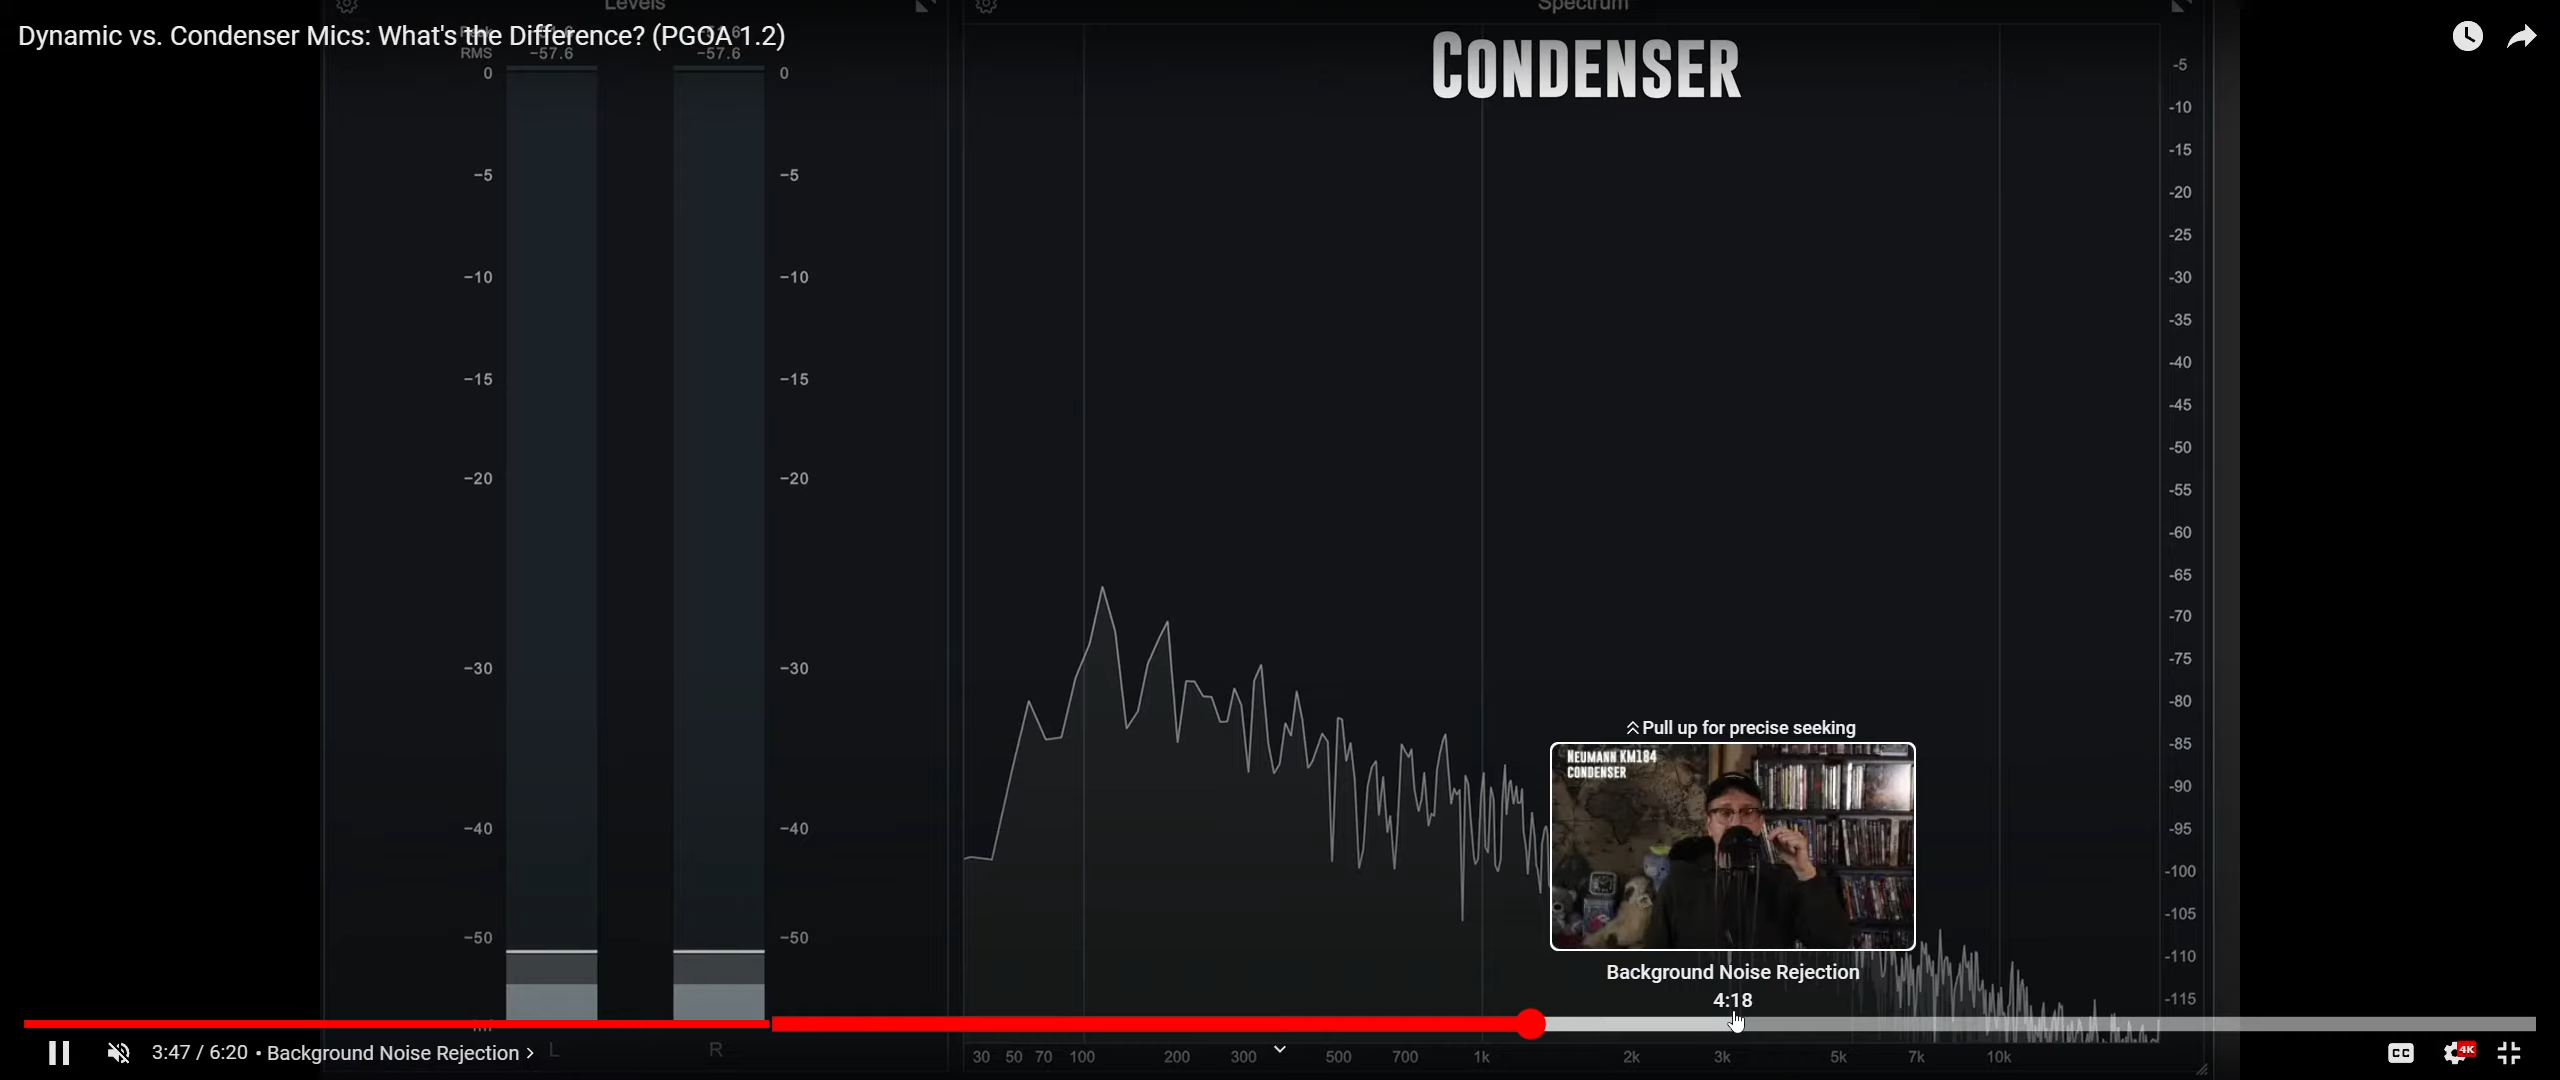 Levels
Spectrum
Dynamic vs. Condenser Mics: What's the Difference? (PGOA 1.2)
RMS -57.6 -57.6
CONDENSER
0 0
-5 -5
-10 -10
-15 -15
-20 -20
-30 -30
-40 -40
-50 -50
L R
-5
-10
-15
-20
-25
-30
-35
-40
-45
-50
-55
-60
-65
-70
-75
-80
-85
-90
-95
-100
-105
-110
-115
Pull up for precise seeking
NEUMANN KM184
CONDENSER
Background Noise Rejection
4:18
3:47 / 6:20 • Background Noise Rejection
30 50 70 100 200 300 500 700 1k 2k 3k 5k 7k 10k
CC
4K